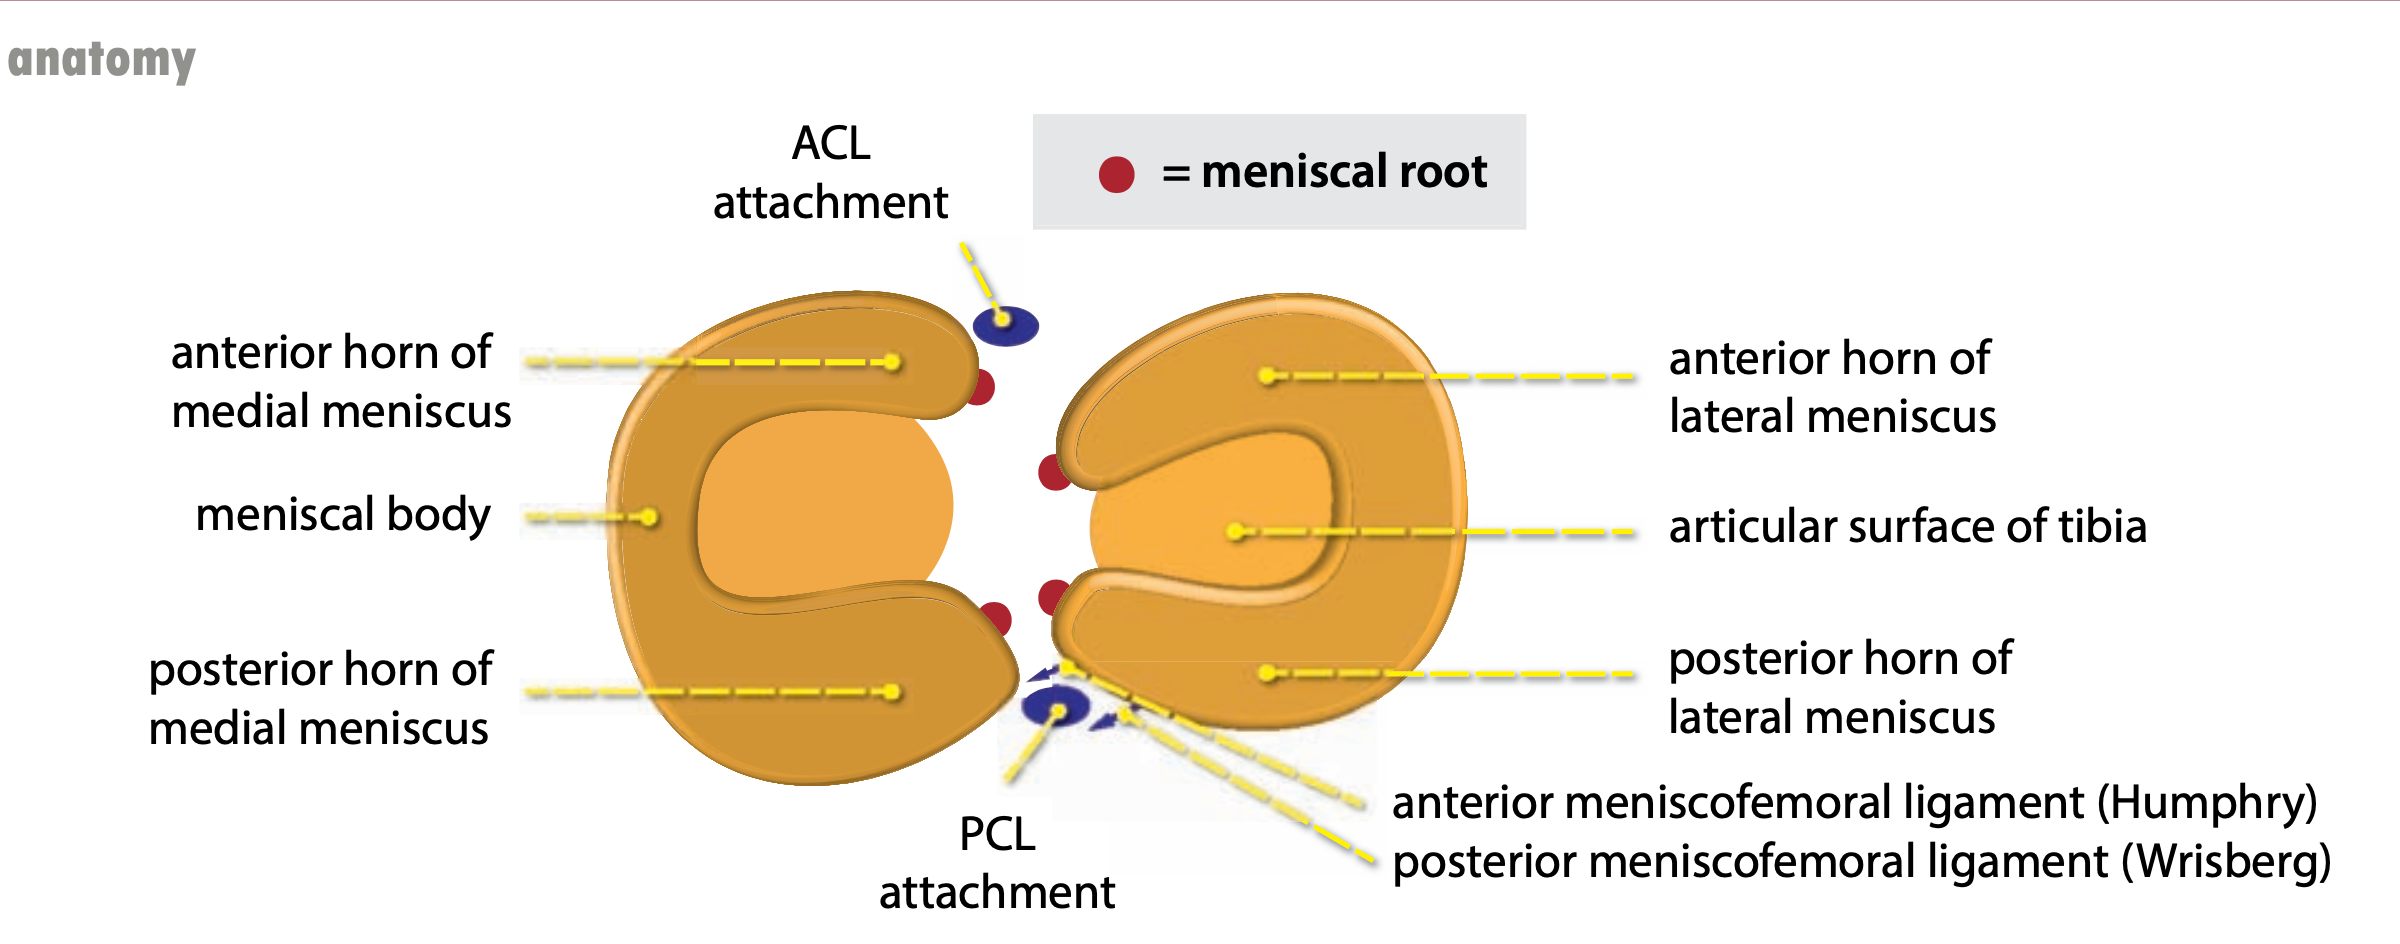 anatomy
ACL
attachment
= meniscal root
anterior horn of
medial meniscus
meniscal body
posterior horn of
medial meniscus
anterior horn of
lateral meniscus
articular surface of tibia
posterior horn of
lateral meniscus
PCL
attachment
anterior meniscofemoral ligament (Humphry)
posterior meniscofemoral ligament (Wrisberg)